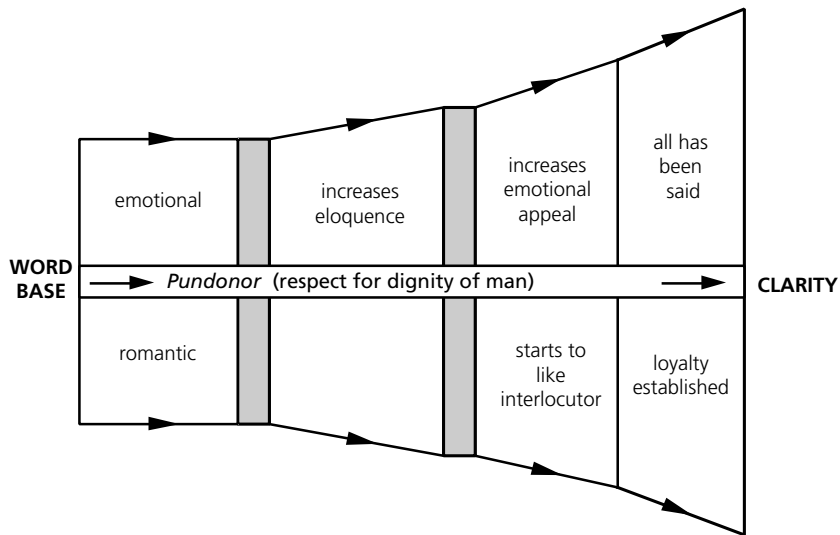 emotional
increases
eloquence
increases
emotional
appeal
all has
been
said
WORD
BASE
Pundonor (respect for dignity of man)
CLARITY
romantic
starts to
like
interlocutor
loyalty
established